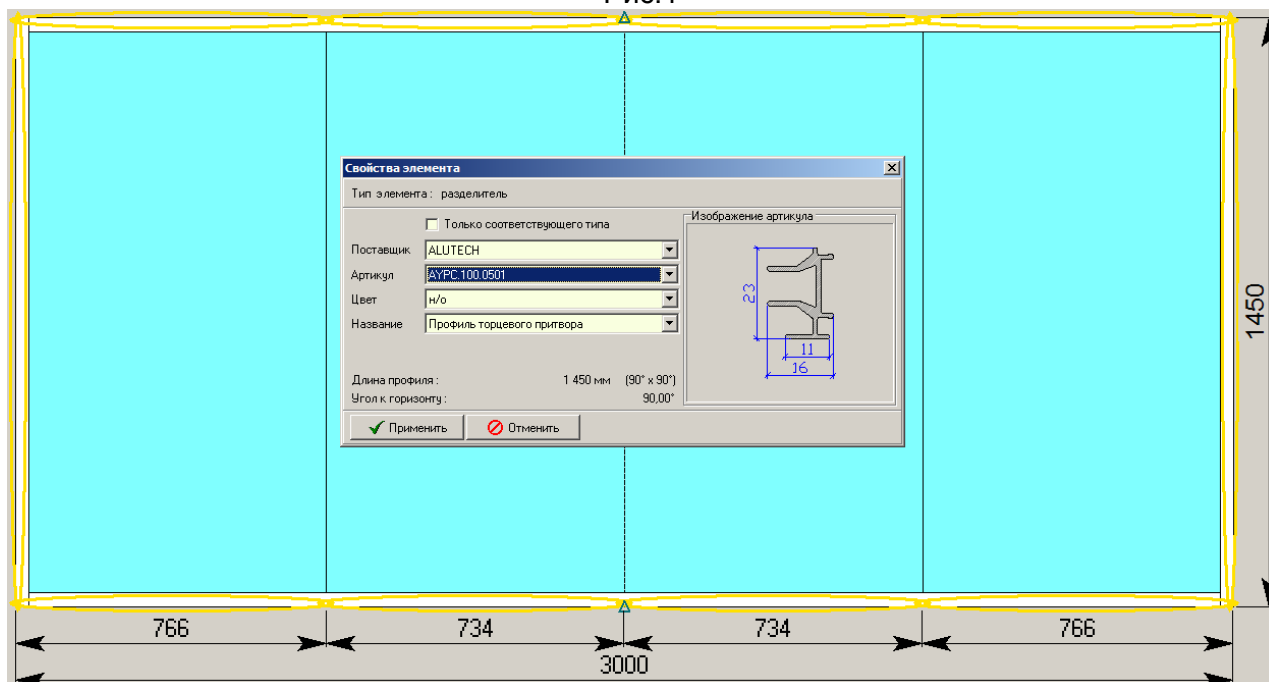 Свойства элемента
Тип элемента: разделитель
Только соответствующего типа
Поставщик ALUTECH
Артикул AYPC.100.0501
Цвет н/о
Название Профиль торцевого притвора
Изображение артикула
23
11
16
Длина профиля: 1 450 мм (90° x 90°)
Угол к горизонту: 90,00°
Применить Отменить
1450
766 734 734 766
3000